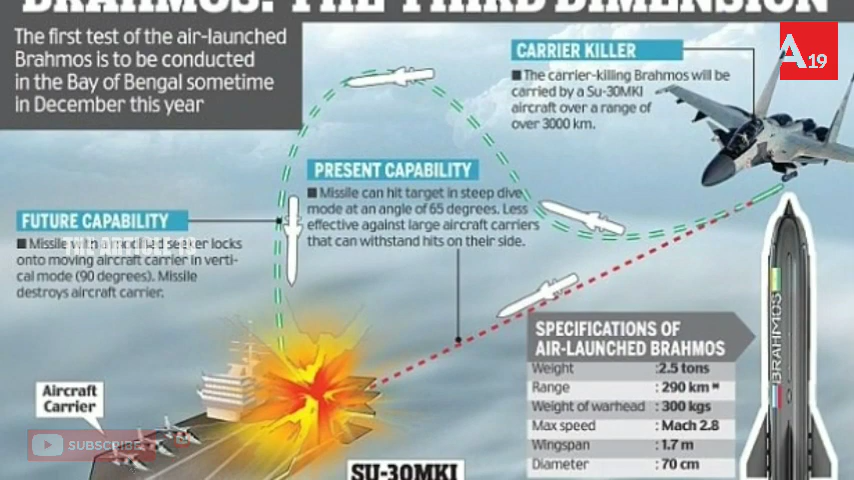 BRAHMOS: THE THIRD DIMENSION
The first test of the air-launched
Brahmos is to be conducted
in the Bay of Bengal sometime
in December this year
CARRIER KILLER
■ The carrier-killing Brahmos will be
carried by a Su-30MKI
aircraft over a range of
over 3000 km.
A19
PRESENT CAPABILITY
■ Missile can hit target in steep dive
mode at an angle of 65 degrees. Less
effective against large aircraft carriers
that can withstand hits on their side.
FUTURE CAPABILITY
■ Missile with a modified seeker locks
onto moving aircraft carrier in verti-
cal mode (90 degrees). Missile
destroys aircraft carrier.
SPECIFICATIONS OF
AIR-LAUNCHED BRAHMOS
Weight :2.5 tons
Range : 290 km
Weight of warhead : 300 kgs
Max speed : Mach 2.8
Wingspan : 1.7 m
Diameter : 70 cm
BRAHMOS
Aircraft
Carrier
SUBSCRIBE
SU-30MKI